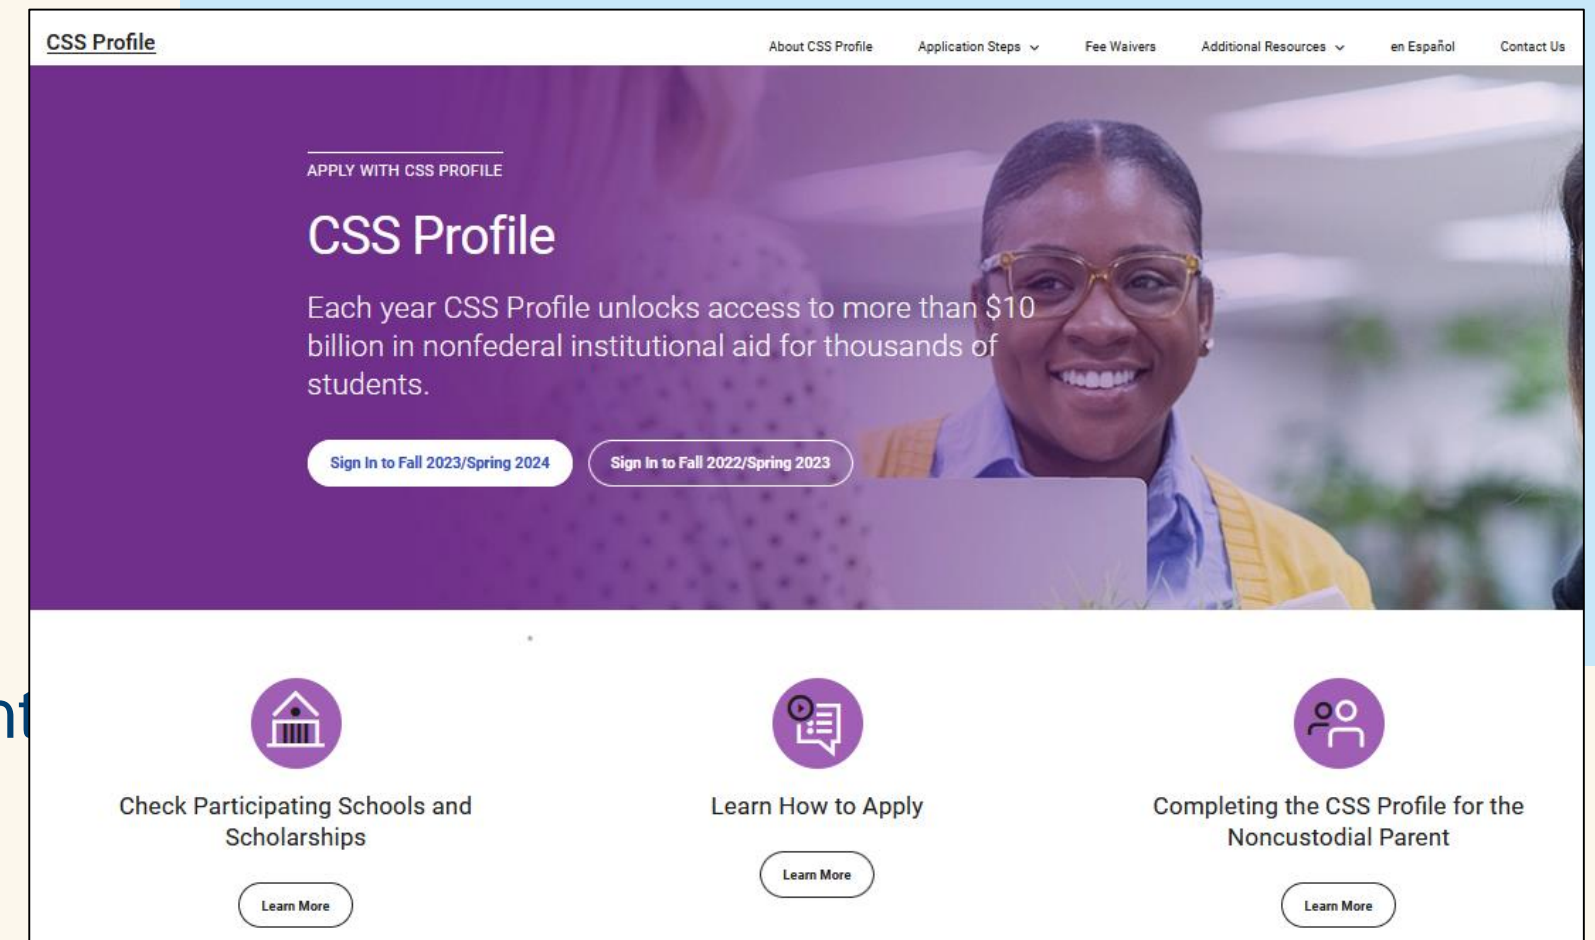 CSS Profile
About CSS Profile Application Steps Fee Waivers Additional Resources en Español Contact Us
APPLY WITH CSS PROFILE
CSS Profile
Each year CSS Profile unlocks access to more than $10
billion in nonfederal institutional aid for thousands of
students.
Sign In to Fall 2023/Spring 2024 Sign In to Fall 2022/Spring 2023
Check Participating Schools and
Scholarships
Learn More
Learn How to Apply
Learn More
Completing the CSS Profile for the
Noncustodial Parent
Learn More